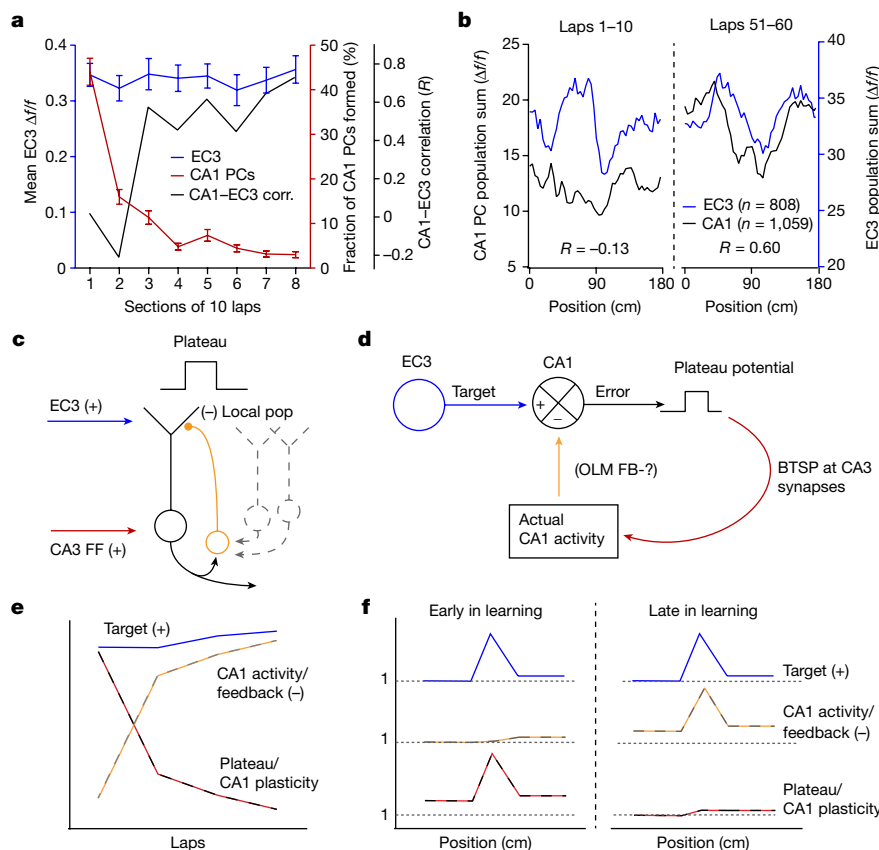 a
0.4
0.3
0.2
0.1
0
Mean EC3 Δf/f
50
40
30
20
10
0
Fraction of CA1 PCs formed (%)
0.8
0.4
0
−0.2
CA1–EC3 correlation (R)
EC3
CA1 PCs
CA1–EC3 corr.
1 2 3 4 5 6 7 8
Sections of 10 laps
b
Laps 1–10
Laps 51–60
25
20
15
10
5
CA1 PC population sum (Δf/f)
40
35
30
25
20
EC3 population sum (Δf/f)
EC3 (n = 808)
CA1 (n = 1,059)
R = −0.13
R = 0.60
0 90 180 0 90 180
Position (cm)
Position (cm)
c
Plateau
EC3 (+)
(−) Local pop
CA3 FF (+)
d
EC3
CA1
Plateau potential
Target
Error
+
−
(OLM FB-?)
BTSP at CA3
synapses
Actual
CA1 activity
e
Target (+)
CA1 activity/
feedback (–)
Plateau/
CA1 plasticity
Laps
f
Early in learning
Late in learning
1
Target (+)
CA1 activity/
feedback (–)
1
Plateau/
CA1 plasticity
1
Position (cm)
Position (cm)